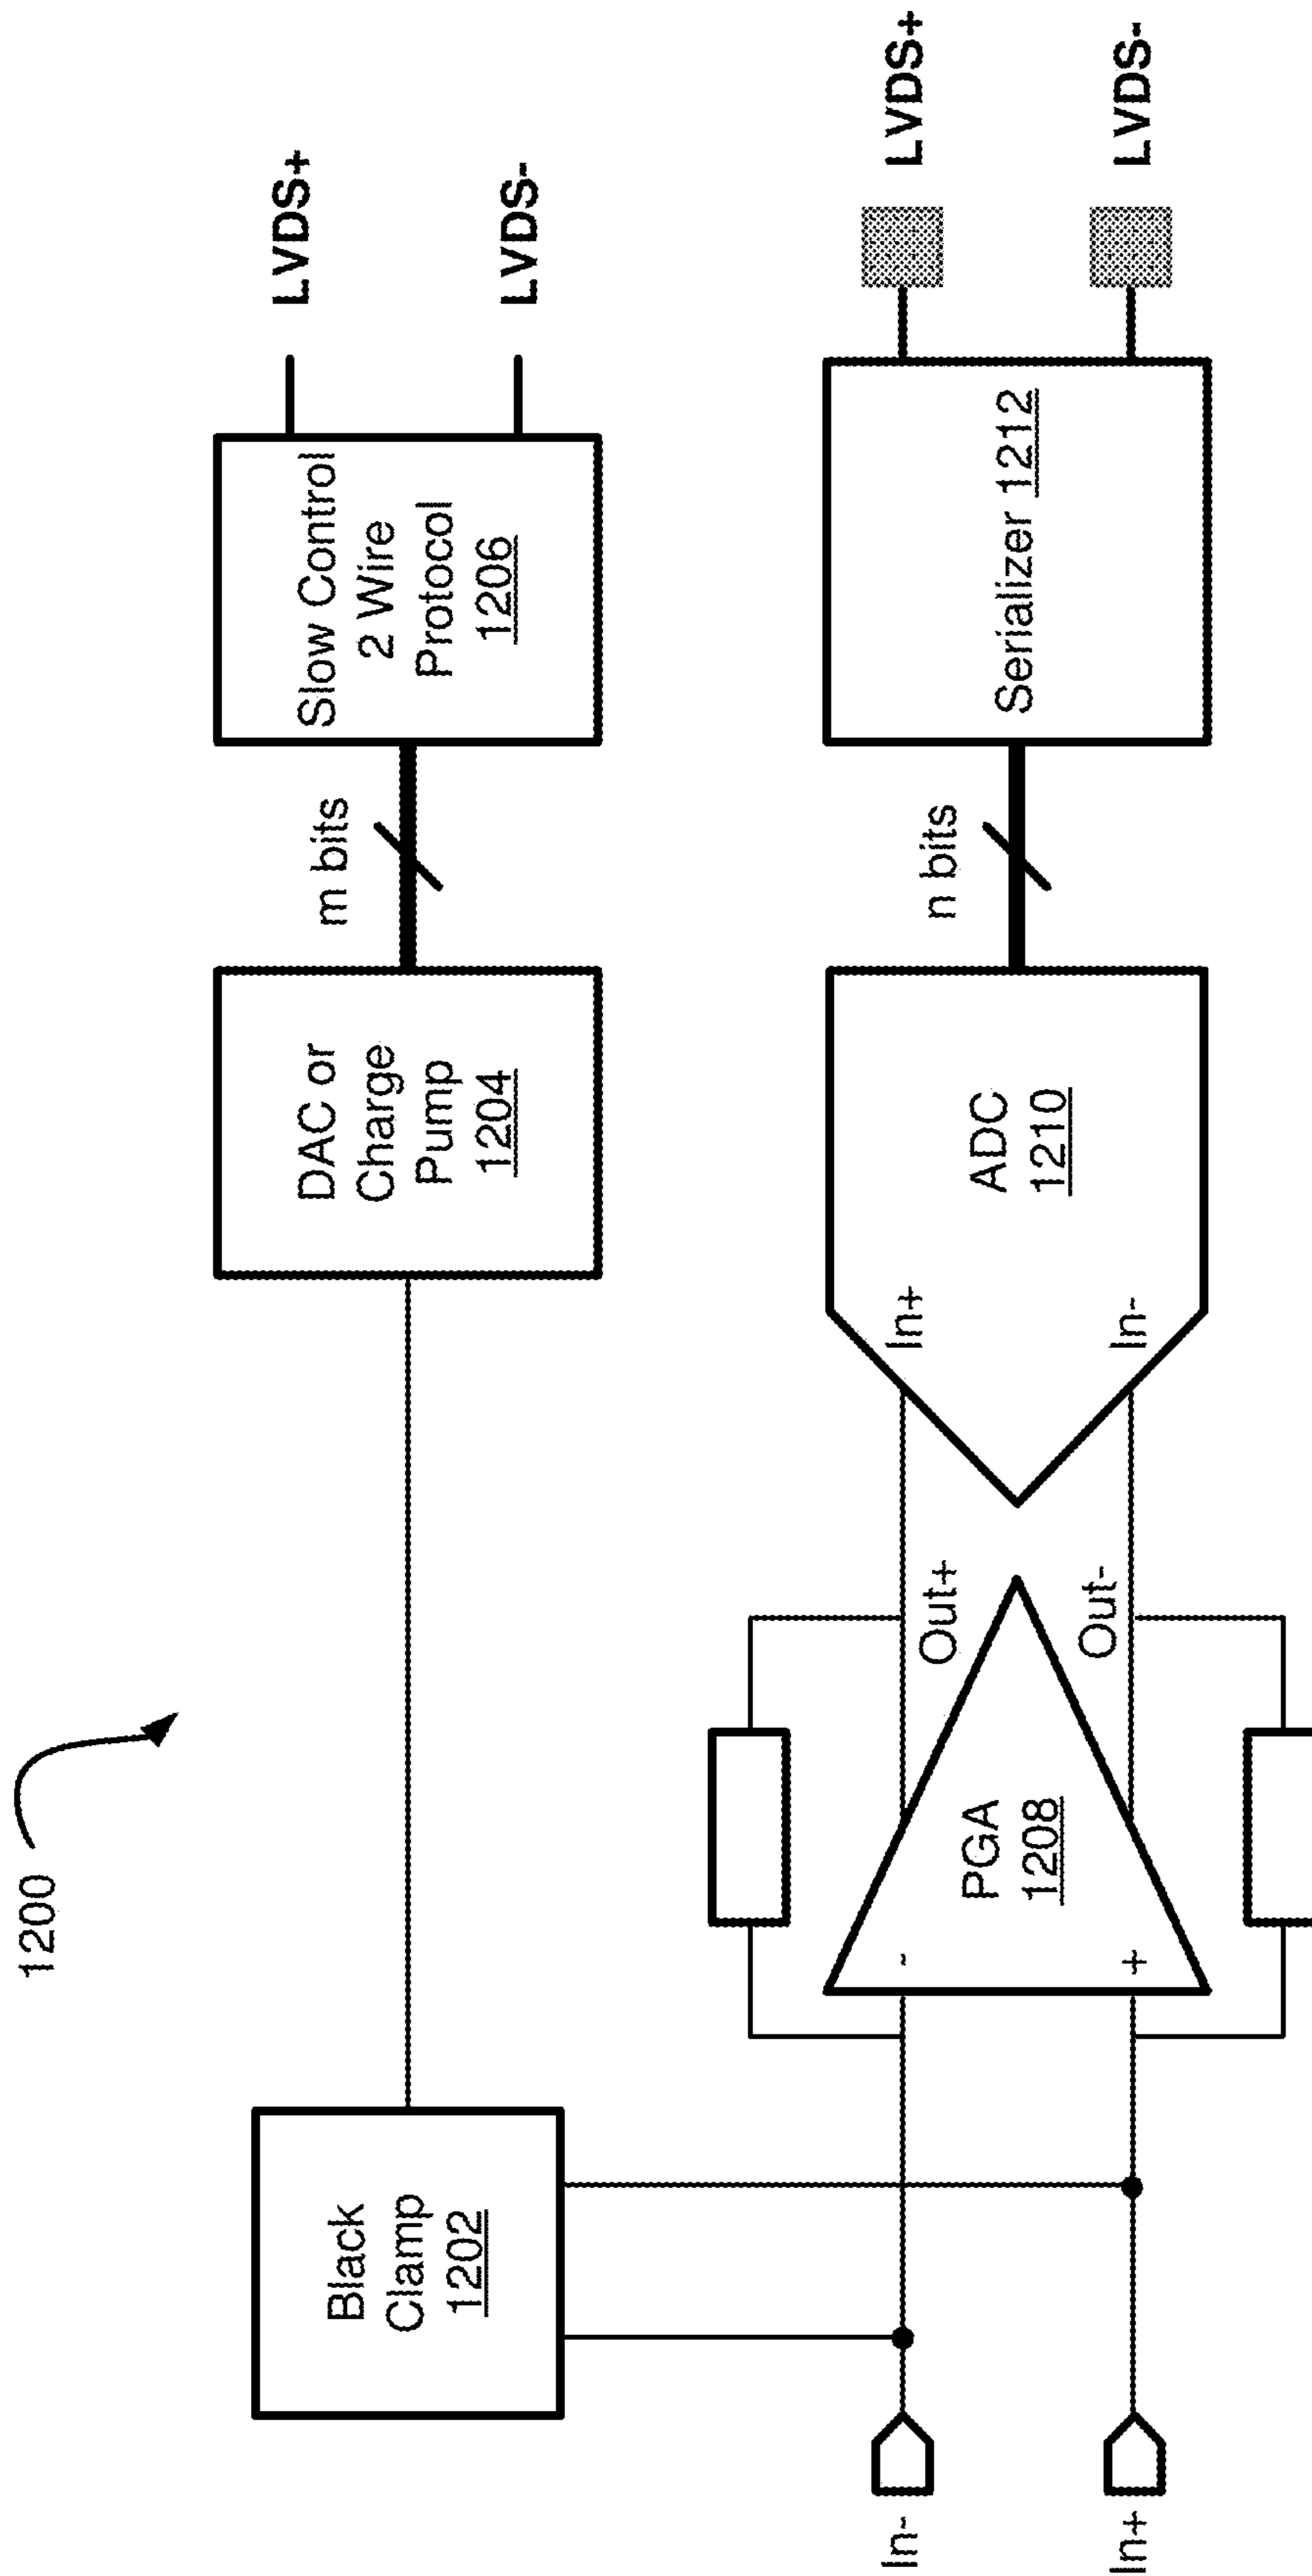 1200
Black
Clamp
1202
DAC or
Charge
Pump
1204
m bits
Slow Control
2 Wire
Protocol
1206
LVDS+
LVDS-
In-
In+
-
+
PGA
1208
Out+
Out-
In+
In-
ADC
1210
n bits
Serializer 1212
LVDS+
LVDS-